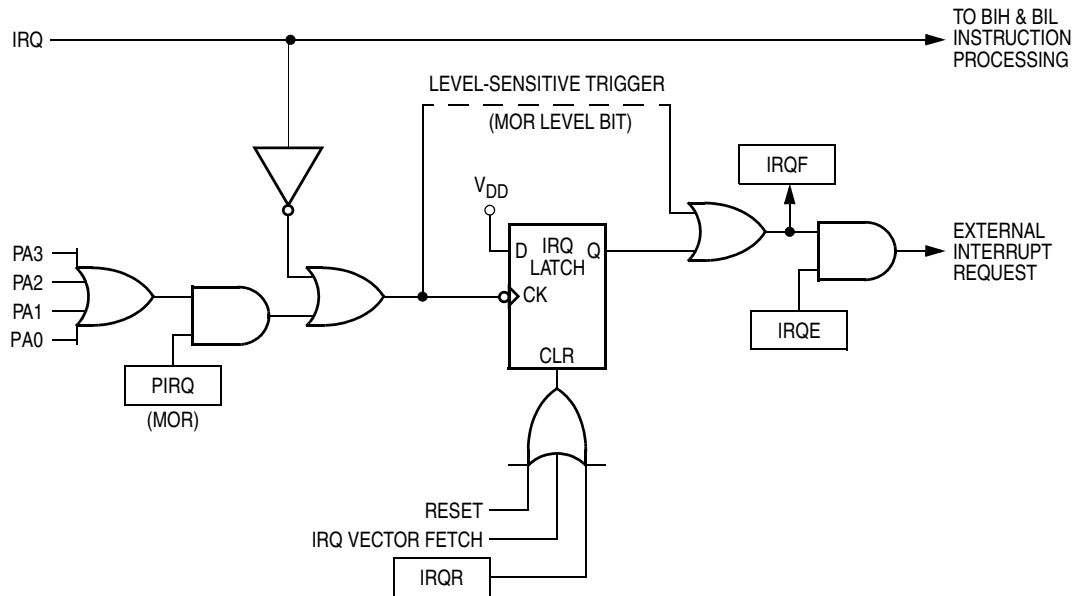 IRQ
TO BIH & BIL
INSTRUCTION
PROCESSING
LEVEL-SENSITIVE TRIGGER
(MOR LEVEL BIT)
IRQF
VDD
D IRQ Q
LATCH
CK
CLR
EXTERNAL
INTERRUPT
REQUEST
IRQE
PA3
PA2
PA1
PA0
PIRQ
(MOR)
RESET
IRQ VECTOR FETCH
IRQR